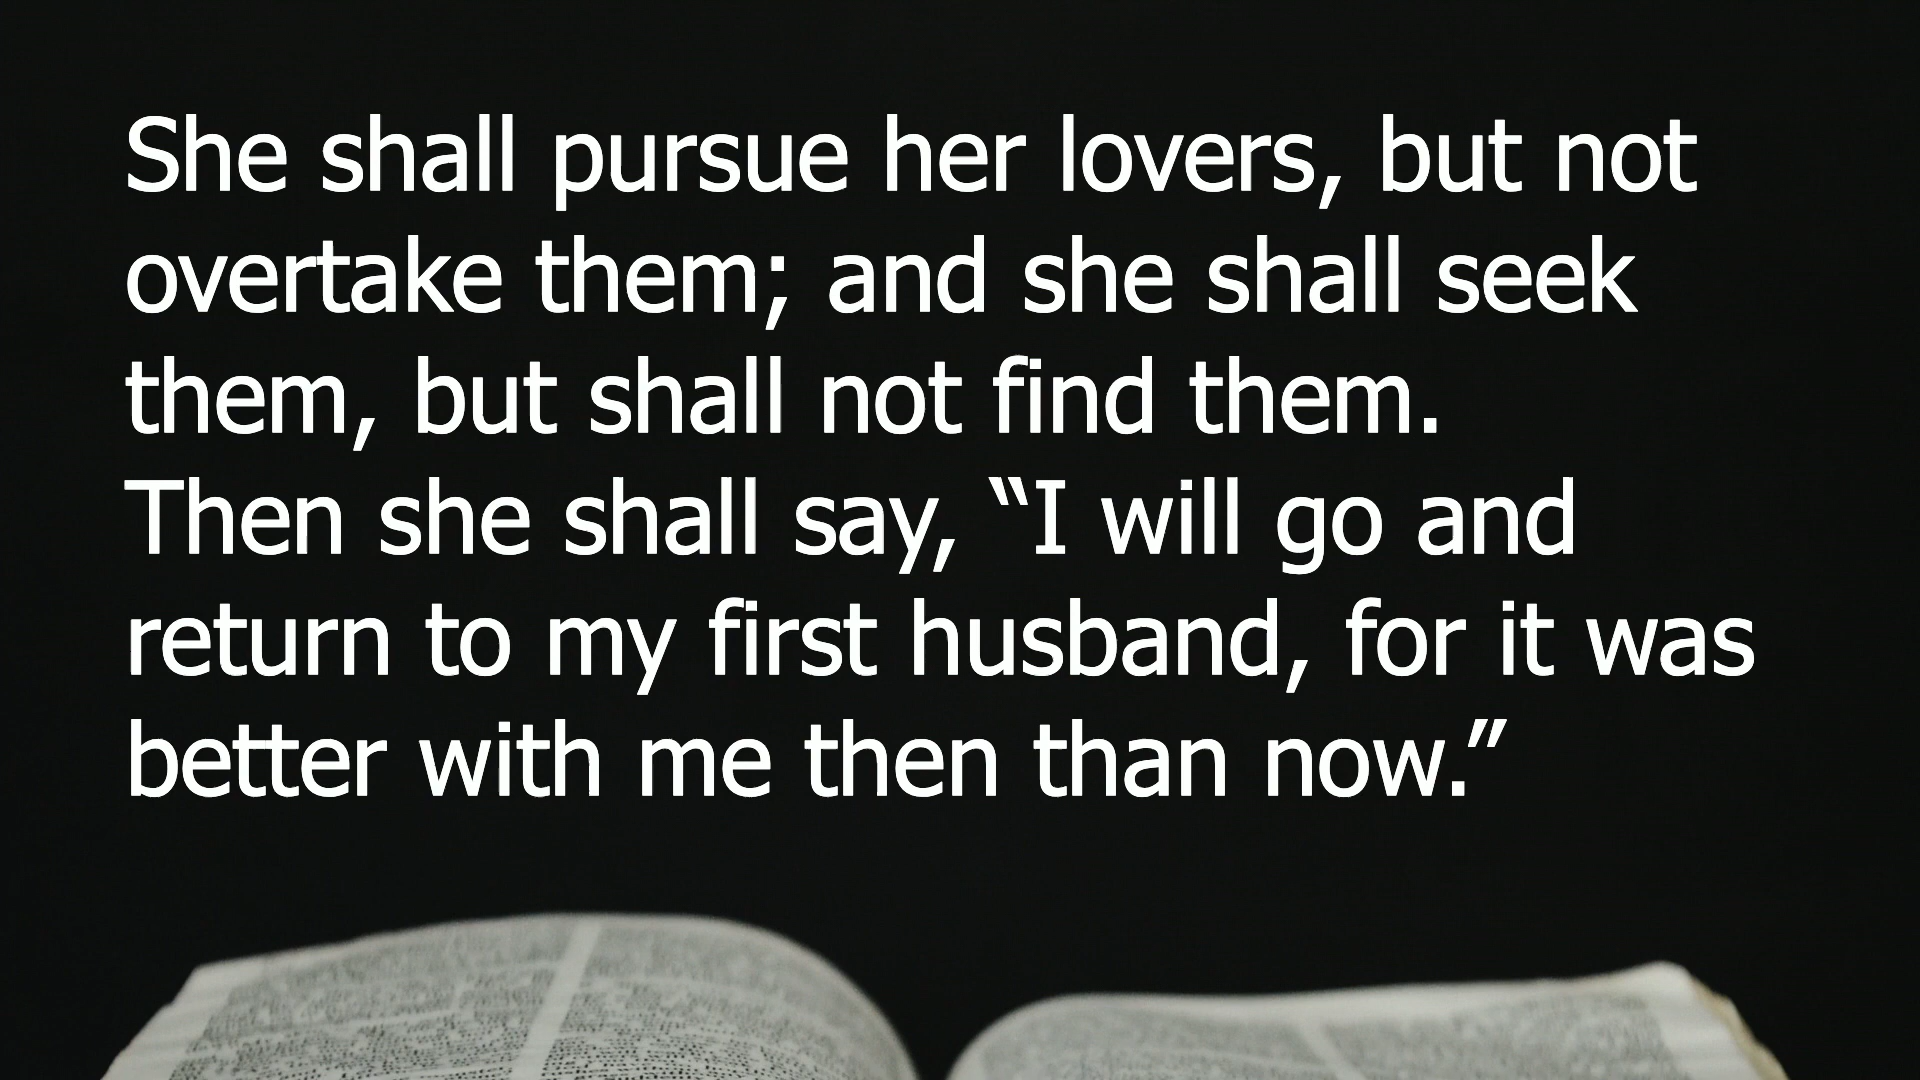 She shall pursue her lovers, but not
overtake them; and she shall seek
them, but shall not find them.
Then she shall say, “I will go and
return to my first husband, for it was
better with me then than now.”